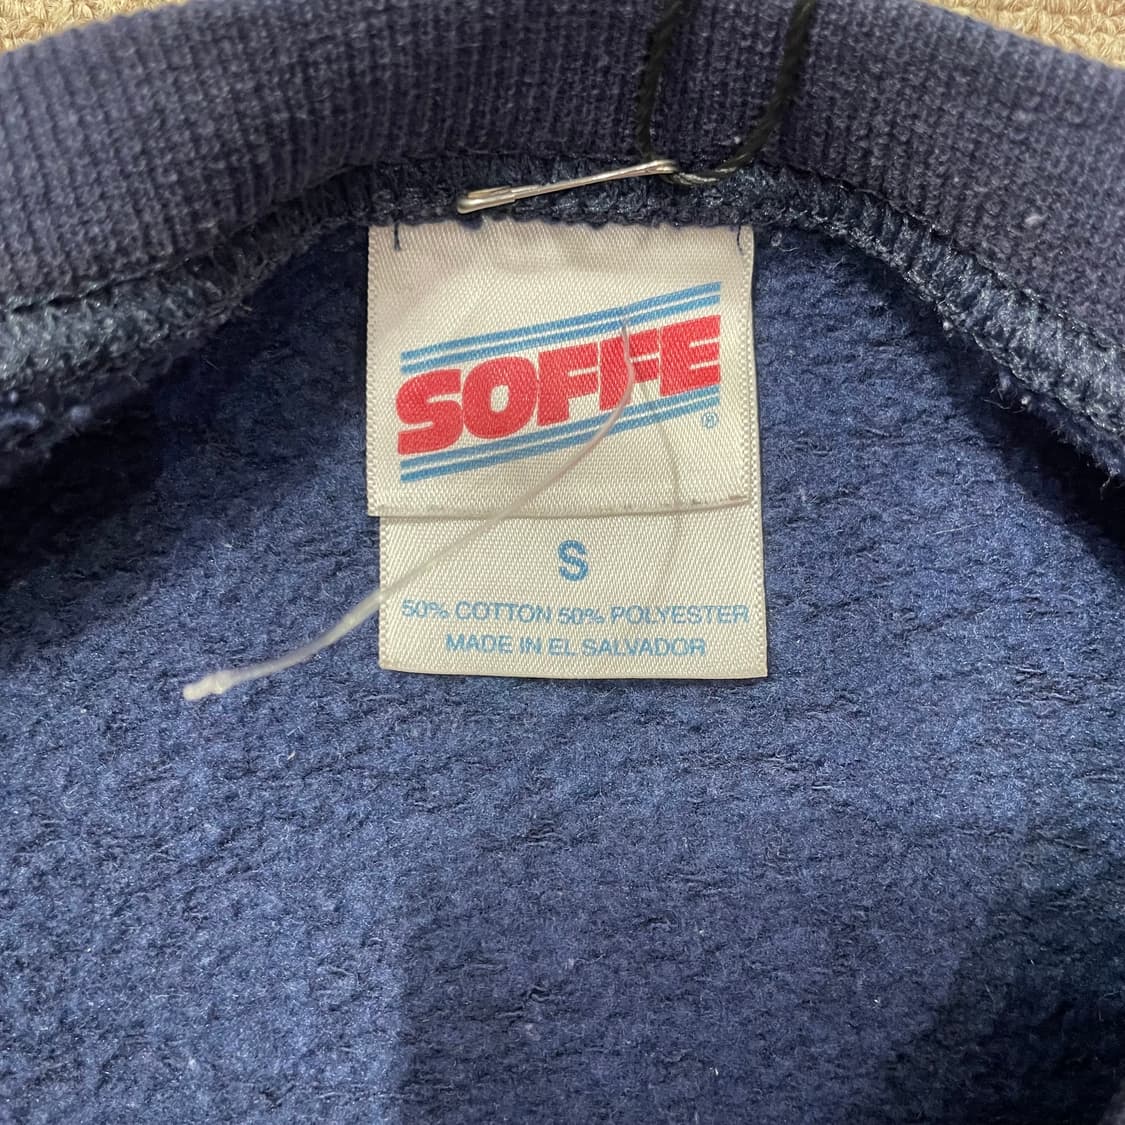 SOFFE
®
S
50% COTTON 50% POLYESTER
MADE IN EL SALVADOR